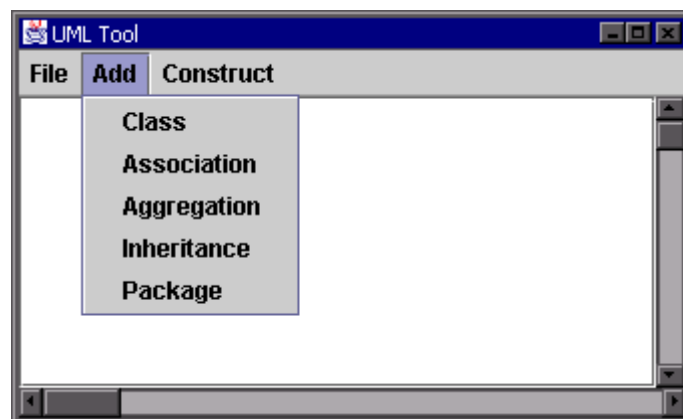 UML Tool
File Add Construct
Class
Association
Aggregation
Inheritance
Package